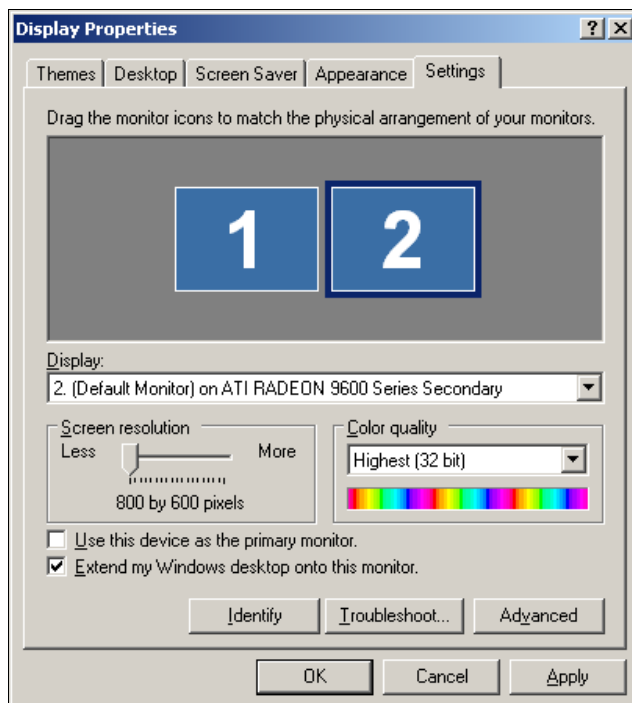 Display Properties
Themes Desktop Screen Saver Appearance Settings
Drag the monitor icons to match the physical arrangement of your monitors.
1 2
Display:
2. (Default Monitor) on ATI RADEON 9600 Series Secondary
Screen resolution Color quality
Less More Highest (32 bit)
800 by 600 pixels
Use this device as the primary monitor.
Extend my Windows desktop onto this monitor.
Identify Troubleshoot... Advanced
OK Cancel Apply